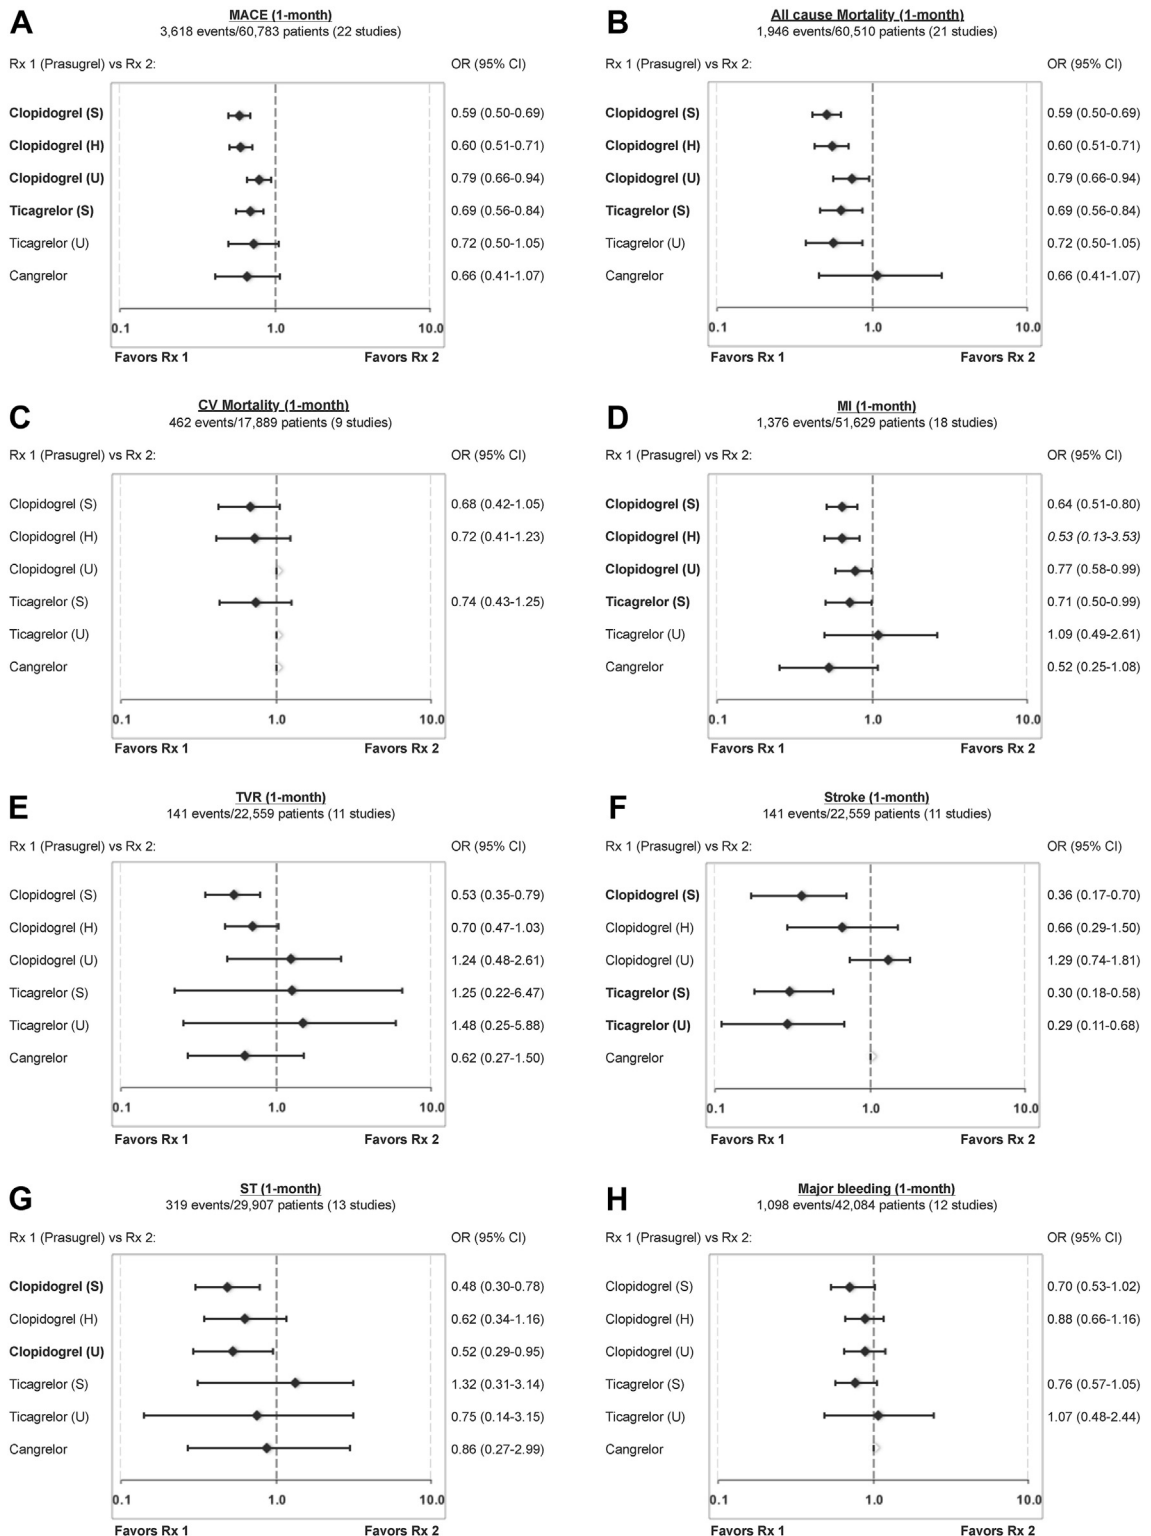 A
MACE (1-month)
3,618 events/60,783 patients (22 studies)
Rx 1 (Prasugrel) vs Rx 2: OR (95% CI)
Clopidogrel (S) 0.59 (0.50-0.69)
Clopidogrel (H) 0.60 (0.51-0.71)
Clopidogrel (U) 0.79 (0.66-0.94)
Ticagrelor (S) 0.69 (0.56-0.84)
Ticagrelor (U) 0.72 (0.50-1.05)
Cangrelor 0.66 (0.41-1.07)
0.1 1.0 10.0
Favors Rx 1 Favors Rx 2
B
All cause Mortality (1-month)
1,946 events/60,510 patients (21 studies)
Rx 1 (Prasugrel) vs Rx 2: OR (95% CI)
Clopidogrel (S) 0.59 (0.50-0.69)
Clopidogrel (H) 0.60 (0.51-0.71)
Clopidogrel (U) 0.79 (0.66-0.94)
Ticagrelor (S) 0.69 (0.56-0.84)
Ticagrelor (U) 0.72 (0.50-1.05)
Cangrelor 0.66 (0.41-1.07)
0.1 1.0 10.0
Favors Rx 1 Favors Rx 2
C
CV Mortality (1-month)
462 events/17,889 patients (9 studies)
Rx 1 (Prasugrel) vs Rx 2: OR (95% CI)
Clopidogrel (S) 0.68 (0.42-1.05)
Clopidogrel (H) 0.72 (0.41-1.23)
Clopidogrel (U)
Ticagrelor (S) 0.74 (0.43-1.25)
Ticagrelor (U)
Cangrelor
0.1 1.0 10.0
Favors Rx 1 Favors Rx 2
D
MI (1-month)
1,376 events/51,629 patients (18 studies)
Rx 1 (Prasugrel) vs Rx 2: OR (95% CI)
Clopidogrel (S) 0.64 (0.51-0.80)
Clopidogrel (H) 0.53 (0.13-3.53)
Clopidogrel (U) 0.77 (0.58-0.99)
Ticagrelor (S) 0.71 (0.50-0.99)
Ticagrelor (U) 1.09 (0.49-2.61)
Cangrelor 0.52 (0.25-1.08)
0.1 1.0 10.0
Favors Rx 1 Favors Rx 2
E
TVR (1-month)
141 events/22,559 patients (11 studies)
Rx 1 (Prasugrel) vs Rx 2: OR (95% CI)
Clopidogrel (S) 0.53 (0.35-0.79)
Clopidogrel (H) 0.70 (0.47-1.03)
Clopidogrel (U) 1.24 (0.48-2.61)
Ticagrelor (S) 1.25 (0.22-6.47)
Ticagrelor (U) 1.48 (0.25-5.88)
Cangrelor 0.62 (0.27-1.50)
0.1 1.0 10.0
Favors Rx 1 Favors Rx 2
F
Stroke (1-month)
141 events/22,559 patients (11 studies)
Rx 1 (Prasugrel) vs Rx 2: OR (95% CI)
Clopidogrel (S) 0.36 (0.17-0.70)
Clopidogrel (H) 0.66 (0.29-1.50)
Clopidogrel (U) 1.29 (0.74-1.81)
Ticagrelor (S) 0.30 (0.18-0.58)
Ticagrelor (U) 0.29 (0.11-0.68)
Cangrelor
0.1 1.0 10.0
Favors Rx 1 Favors Rx 2
G
ST (1-month)
319 events/29,907 patients (13 studies)
Rx 1 (Prasugrel) vs Rx 2: OR (95% CI)
Clopidogrel (S) 0.48 (0.30-0.78)
Clopidogrel (H) 0.62 (0.34-1.16)
Clopidogrel (U) 0.52 (0.29-0.95)
Ticagrelor (S) 1.32 (0.31-3.14)
Ticagrelor (U) 0.75 (0.14-3.15)
Cangrelor 0.86 (0.27-2.99)
0.1 1.0 10.0
Favors Rx 1 Favors Rx 2
H
Major bleeding (1-month)
1,098 events/42,084 patients (12 studies)
Rx 1 (Prasugrel) vs Rx 2: OR (95% CI)
Clopidogrel (S) 0.70 (0.53-1.02)
Clopidogrel (H) 0.88 (0.66-1.16)
Clopidogrel (U)
Ticagrelor (S) 0.76 (0.57-1.05)
Ticagrelor (U) 1.07 (0.48-2.44)
Cangrelor
0.1 1.0 10.0
Favors Rx 1 Favors Rx 2